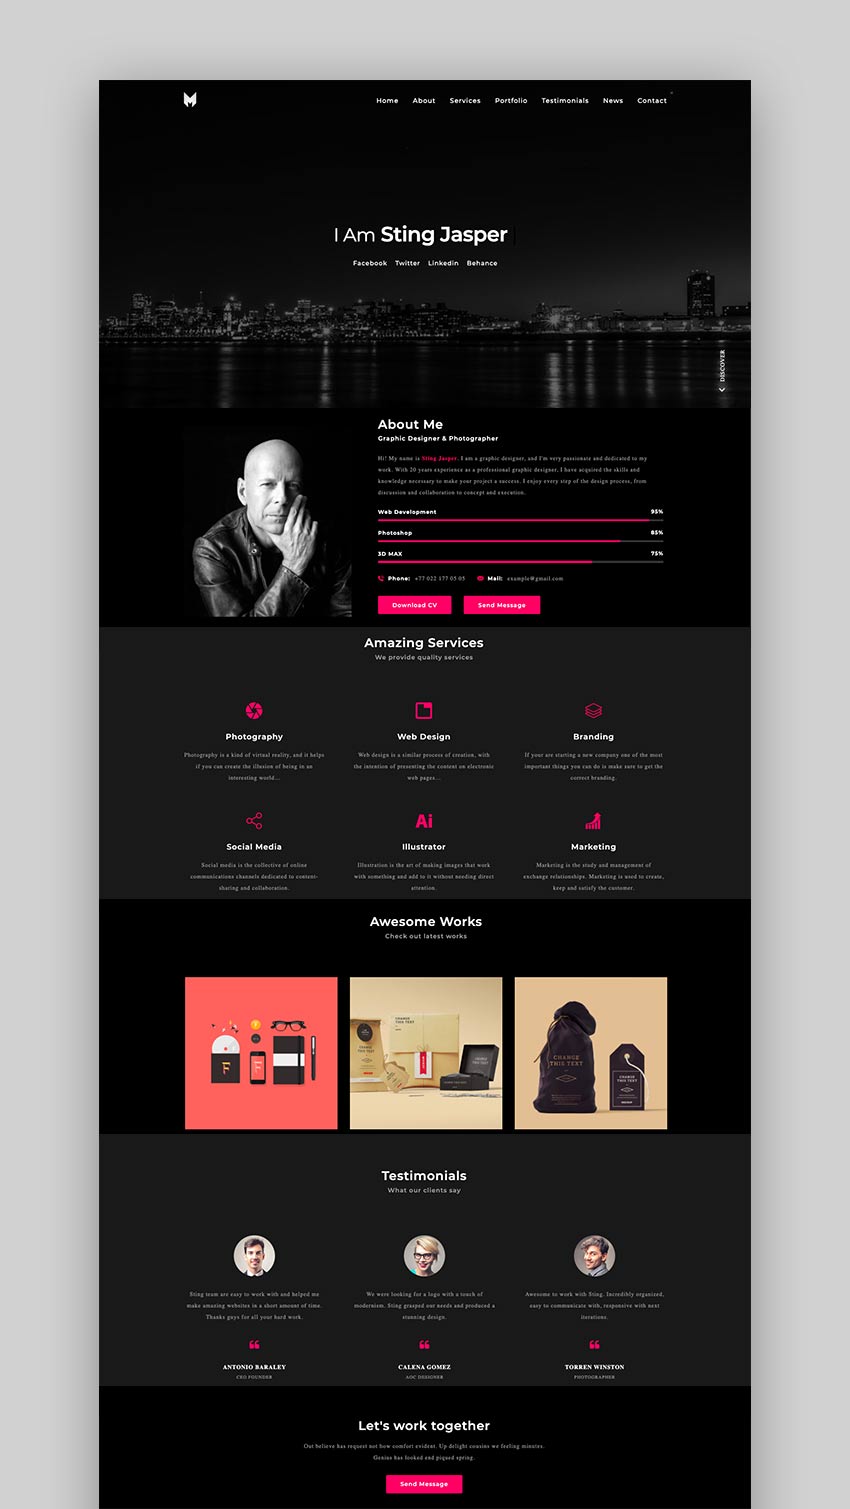 Home About Services Portfolio Testimonials News Contact
I Am Sting Jasper
Facebook Twitter Linkedin Behance
DISCOVER
About Me
Graphic Designer & Photographer
Hi! My name is Sting Jasper. I am a graphic designer, and I'm very passionate and dedicated to my
work. With 20 years experience as a professional graphic designer, I have acquired the skills and
knowledge necessary to make your project a success. I enjoy every step of the design process, from
discussion and collaboration to concept and execution.
Web Development 95%
Photoshop 85%
3D MAX 75%
Phone: +77 022 177 05 05 Mail: example@gmail.com
Download CV Send Message
Amazing Services
We provide quality services
Photography
Photography is a kind of virtual reality, and it helps
if you can create the illusion of being in an
interesting world...
Web Design
Web design is a similar process of creation, with
the intention of presenting the content on electronic
web pages...
Branding
If your are starting a new company one of the most
important things you can do is make sure to get the
correct branding.
Social Media
Social media is the collective of online
communications channels dedicated to content-
sharing and collaboration.
Ai
Illustrator
Illustration is the art of making images that work
with something and add to it without needing direct
attention.
Marketing
Marketing is the study and management of
exchange relationships. Marketing is used to create,
keep and satisfy the customer.
Awesome Works
Check out latest works
F
CHANGE
THIS TEXT
CHANGE
THIS TEXT
CHANGE
THIS TEXT
CHANGE
THIS TEXT
Testimonials
What our clients say
Sting team are easy to work with and helped me
make amazing websites in a short amount of time.
Thanks guys for all your hard work.
ANTONIO BARALEY
CEO FOUNDER
We were looking for a logo with a touch of
modernism. Sting grasped our needs and produced a
stunning design.
CALENA GOMEZ
AOC DESIGNER
Awesome to work with Sting. Incredibly organized,
easy to communicate with, responsive with next
iterations.
TORREN WINSTON
PHOTOGRAPHER
Let's work together
Out believe has request not how comfort evident. Up delight cousins we feeling minutes.
Genius has looked end piqued spring.
Send Message